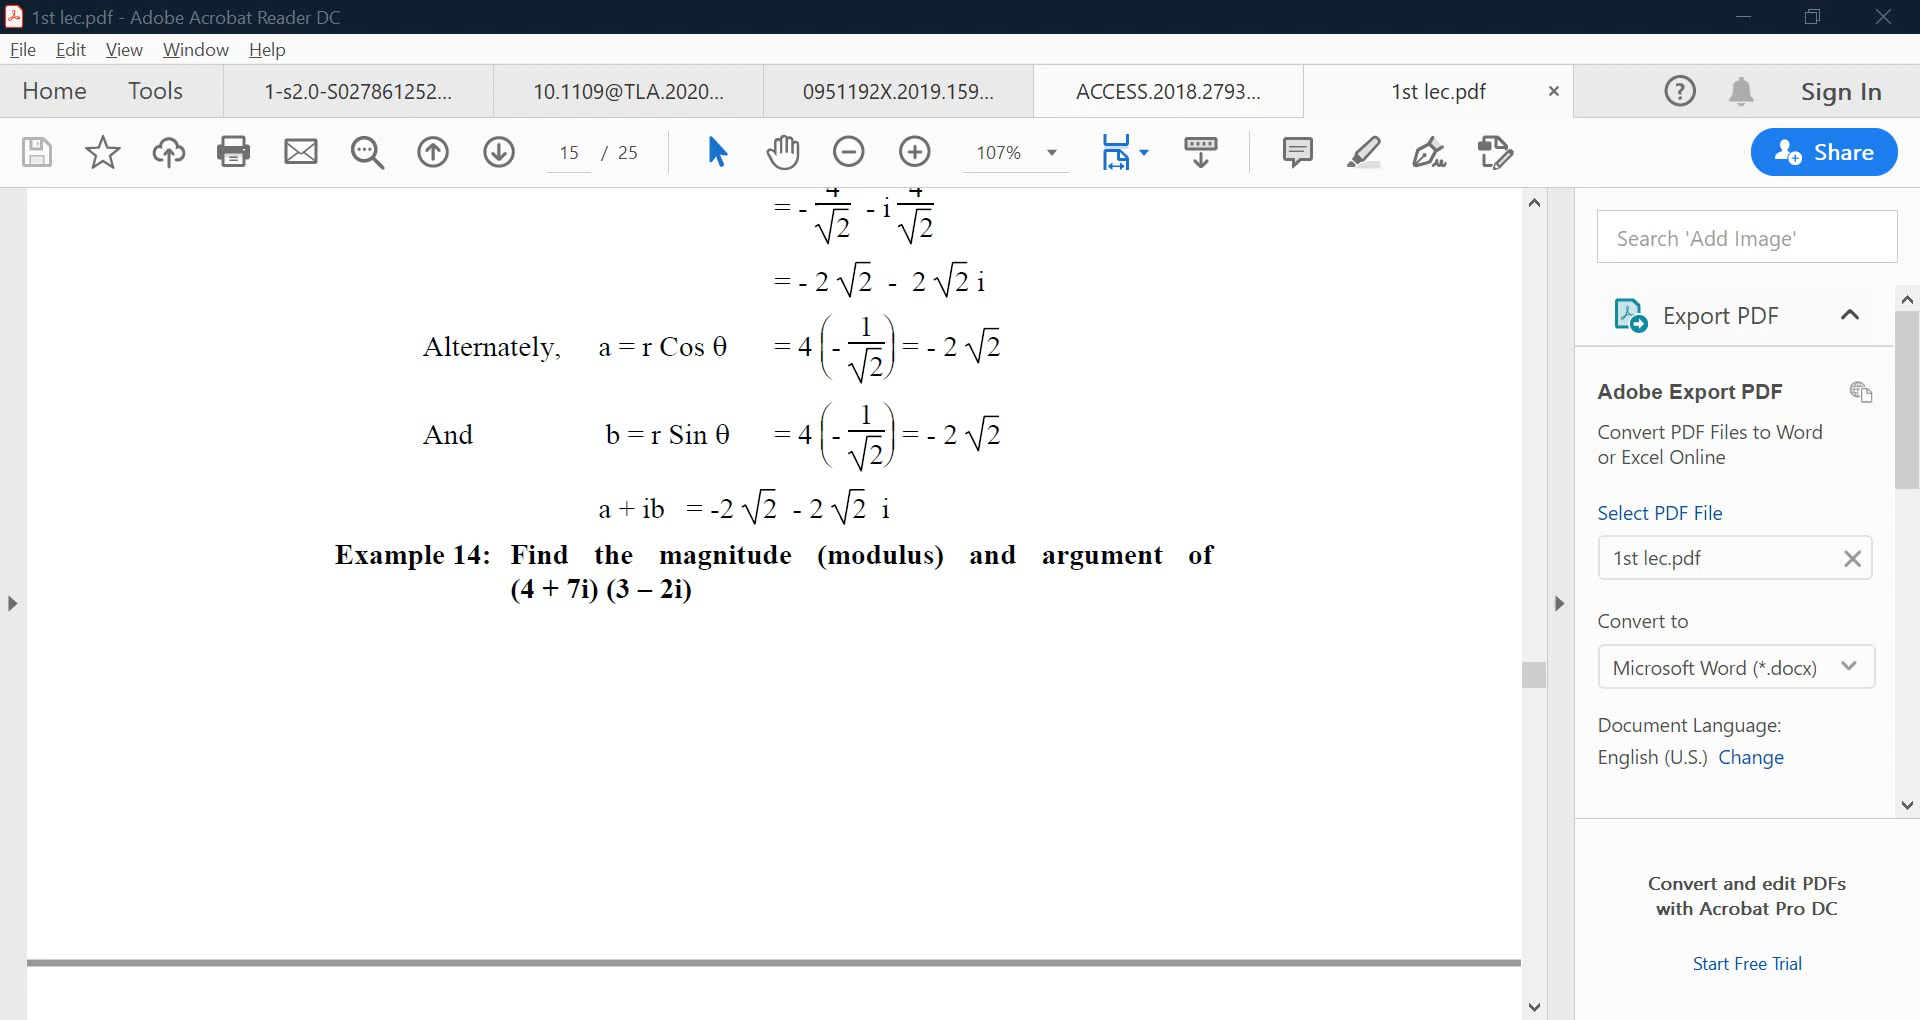 1st lec.pdf - Adobe Acrobat Reader DC
File Edit View Window Help
Home Tools 1-s2.0-S027861252... 10.1109@TLA.2020... 0951192X.2019.159... ACCESS.2018.2793... 1st lec.pdf × ? Sign In
15 / 25 107% Share
= - 4/√2 - i 4/√2
= - 2 √2 - 2 √2 i
Alternately, a = r Cos θ = 4 (- 1/√2) = - 2 √2
And b = r Sin θ = 4 (- 1/√2) = - 2 √2
a + ib = -2 √2 - 2 √2 i
Example 14: Find the magnitude (modulus) and argument of
(4 + 7i) (3 – 2i)
Search 'Add Image'
Export PDF
Adobe Export PDF
Convert PDF Files to Word
or Excel Online
Select PDF File
1st lec.pdf
Convert to
Microsoft Word (*.docx)
Document Language:
English (U.S.) Change
Convert and edit PDFs
with Acrobat Pro DC
Start Free Trial